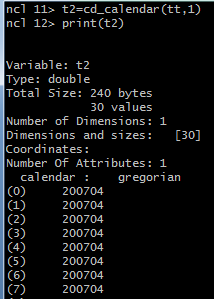 ncl 11> t2=cd_calendar(tt,1)
ncl 12> print(t2)
Variable: t2
Type: double
Total Size: 240 bytes
30 values
Number of Dimensions: 1
Dimensions and sizes: [30]
Coordinates:
Number Of Attributes: 1
calendar : gregorian
(0) 200704
(1) 200704
(2) 200704
(3) 200704
(4) 200704
(5) 200704
(6) 200704
(7) 200704